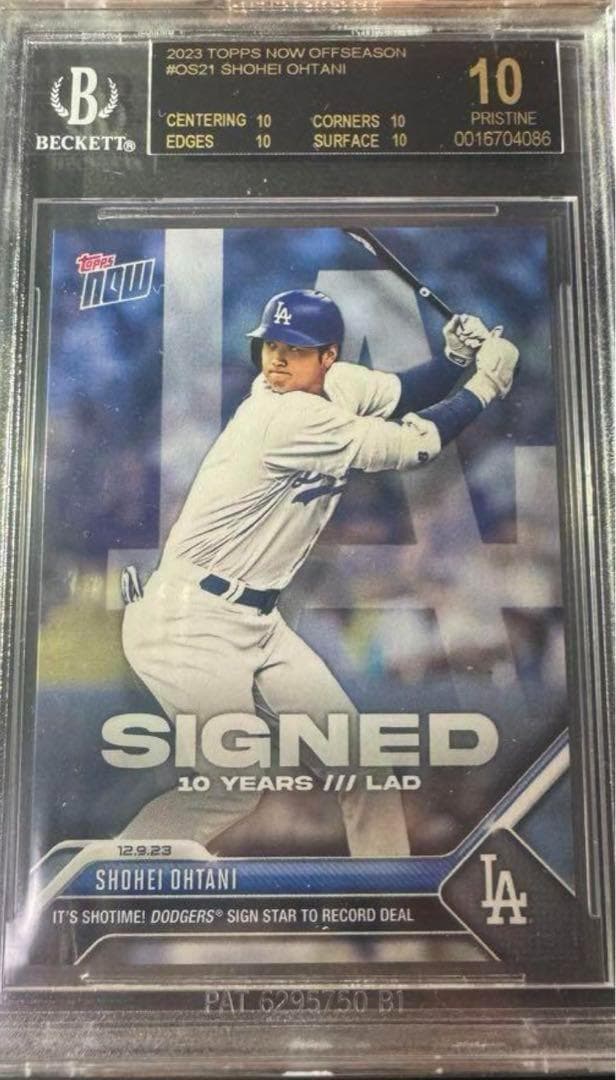 2023 TOPPS NOW OFFSEASON
#OS21 SHOHEI OHTANI
10
PRISTINE
CENTERING 10 CORNERS 10
EDGES 10 SURFACE 10
0016704086
B
BECKETT®
topps
NOW
LA
LA
SIGNED
10 YEARS /// LAD
12.9.23
SHOHEI OHTANI
IT'S SHOTIME! DODGERS® SIGN STAR TO RECORD DEAL
LA
PAT. 6295750 B1